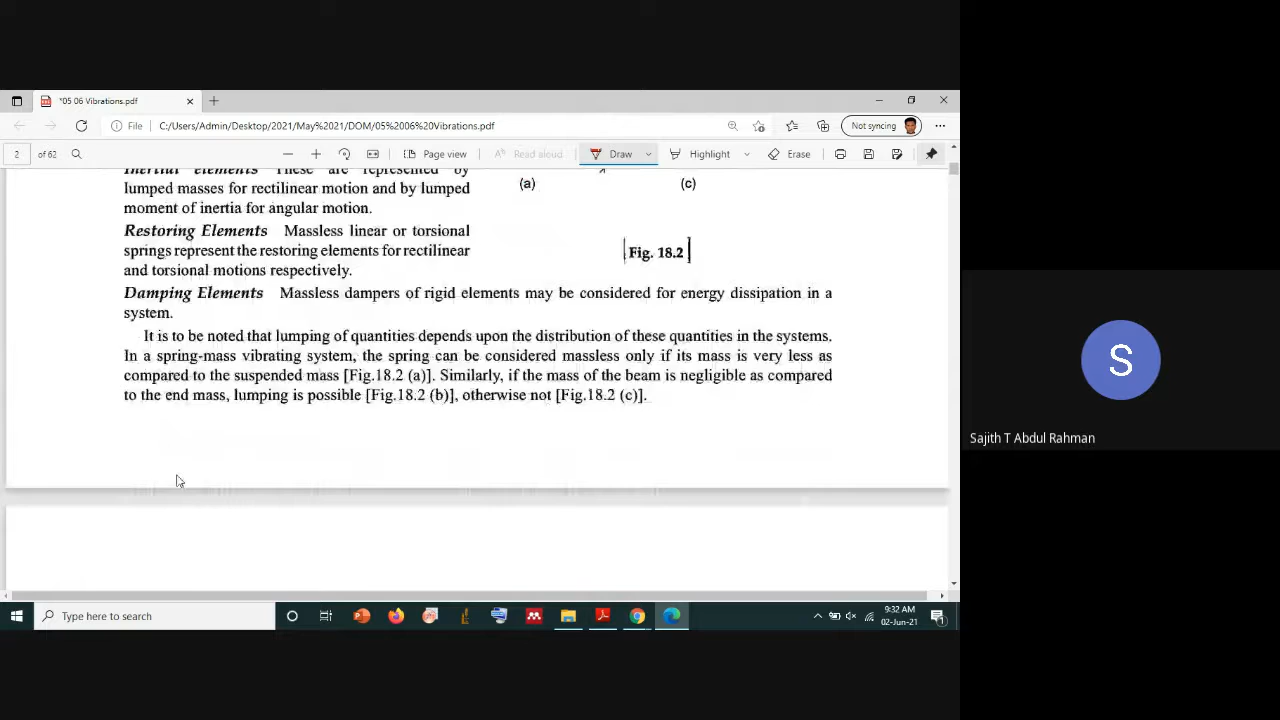 *05 06 Vibrations.pdf
File C:/Users/Admin/Desktop/2021/May%2021/DOM/05%2006%20Vibrations.pdf
Not syncing
2 of 62
Page view
Read aloud
Draw
Highlight
Erase
Inertial elements These are represented by
lumped masses for rectilinear motion and by lumped
moment of inertia for angular motion.
(a)
(c)
Restoring Elements Massless linear or torsional
springs represent the restoring elements for rectilinear
and torsional motions respectively.
Fig. 18.2
Damping Elements Massless dampers of rigid elements may be considered for energy dissipation in a
system.
It is to be noted that lumping of quantities depends upon the distribution of these quantities in the systems.
In a spring-mass vibrating system, the spring can be considered massless only if its mass is very less as
compared to the suspended mass [Fig.18.2 (a)]. Similarly, if the mass of the beam is negligible as compared
to the end mass, lumping is possible [Fig.18.2 (b)], otherwise not [Fig.18.2 (c)].
S
Sajith T Abdul Rahman
Type here to search
9:32 AM
02-Jun-21
1